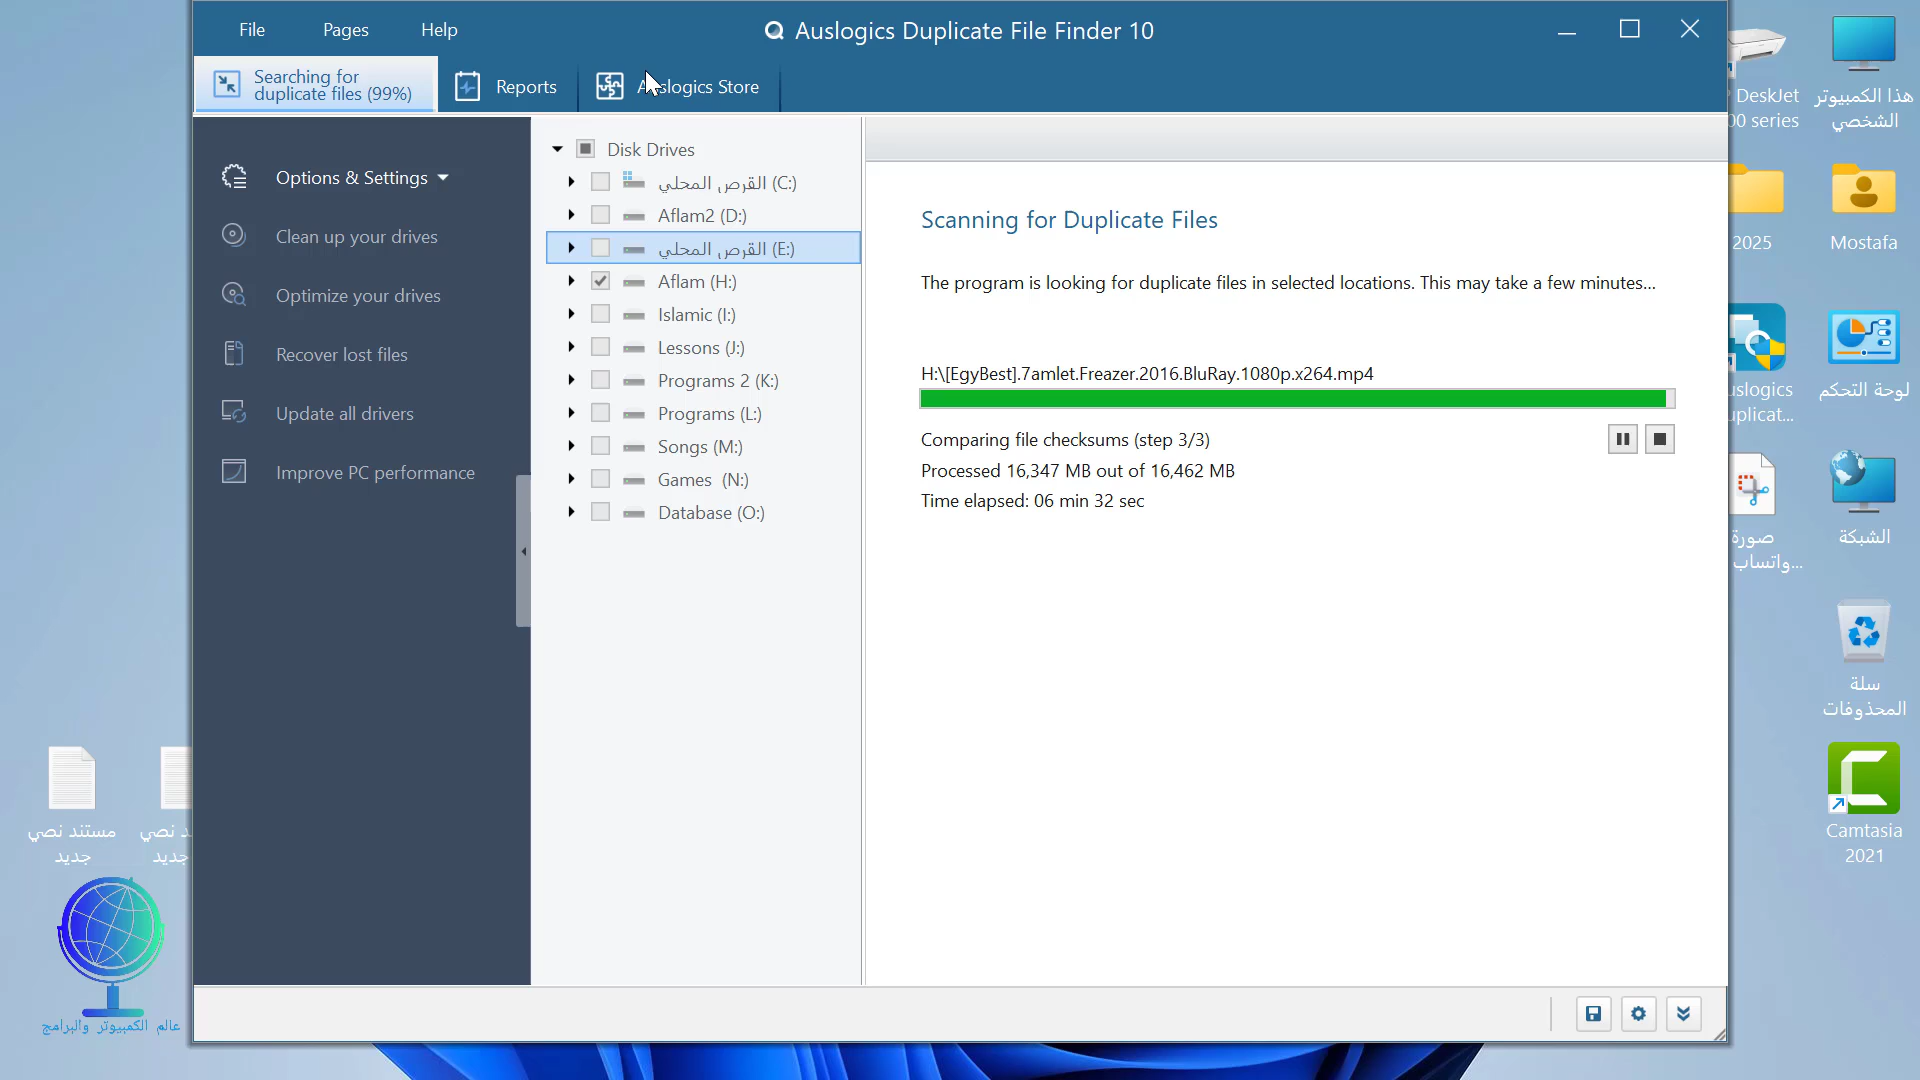 File
Pages
Help
Auslogics Duplicate File Finder 10
Searching for
duplicate files (99%)
Reports
Auslogics Store
Options & Settings
Clean up your drives
Optimize your drives
Recover lost files
Update all drivers
Improve PC performance
Disk Drives
القرص المحلي (C:)
Aflam2 (D:)
القرص المحلي (E:)
Aflam (H:)
Islamic (I:)
Lessons (J:)
Programs 2 (K:)
Programs (L:)
Songs (M:)
Games (N:)
Database (O:)
Scanning for Duplicate Files
The program is looking for duplicate files in selected locations. This may take a few minutes...
H:\[EgyBest].7amlet.Freazer.2016.BluRay.1080p.x264.mp4
Comparing file checksums (step 3/3)
Processed 16,347 MB out of 16,462 MB
Time elapsed: 06 min 32 sec
DeskJet
00 series
هذا الكمبيوتر
الشخصي
2025
Mostafa
uslogics
uplicat...
لوحة التحكم
صورة
واتساب...
الشبكة
سلة
المحذوفات
Camtasia
2021
مستند نصي
جديد
د نصي
جديد
عالم الكمبيوتر والبرامج